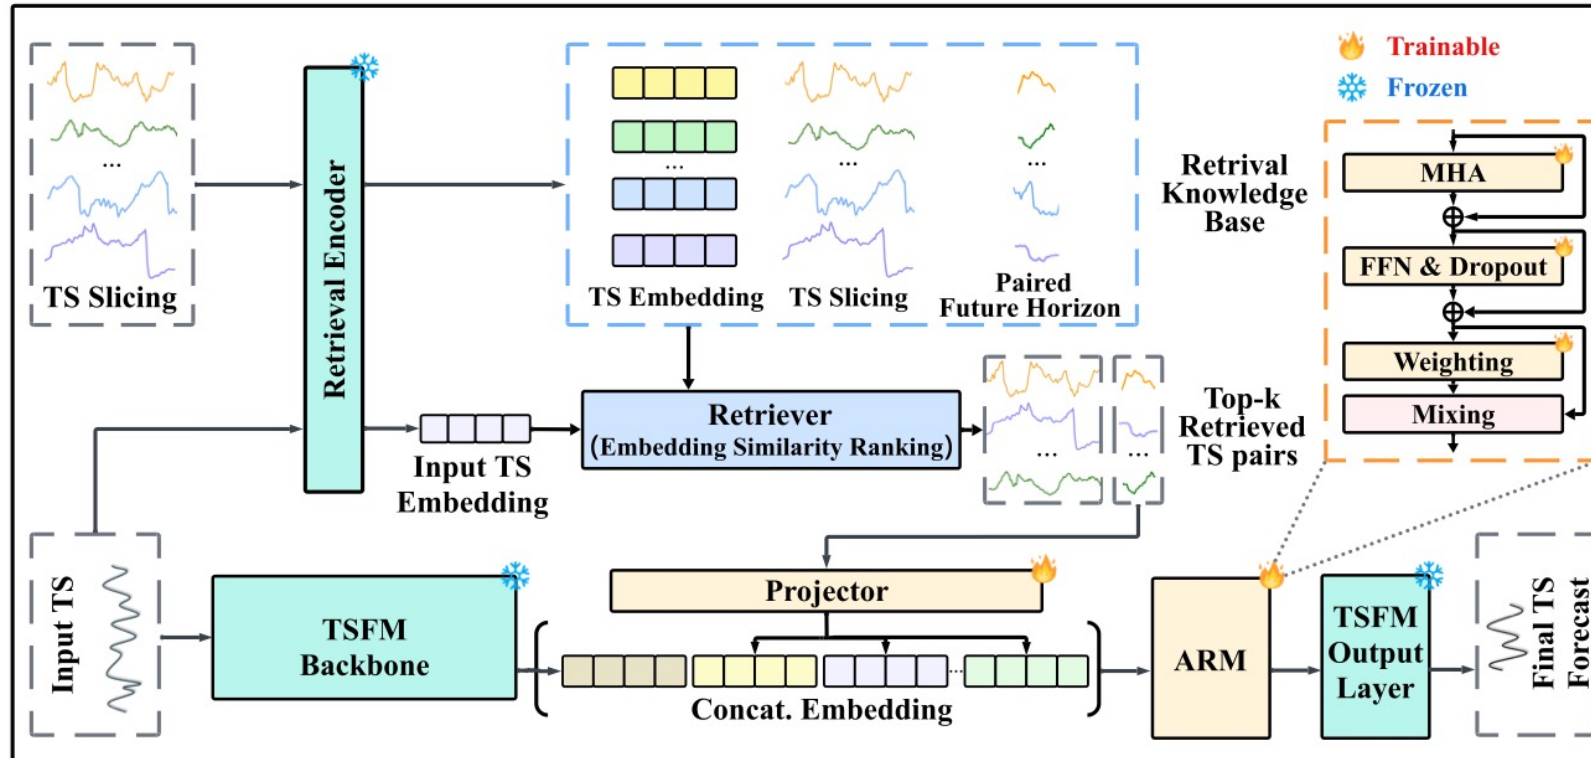 Trainable
Frozen
TS Slicing
Retrieval Encoder
...
...
...
...
TS Embedding
TS Slicing
Paired
Future Horizon
Retrival
Knowledge
Base
MHA
FFN & Dropout
Weighting
Mixing
Input TS
Embedding
Retriever
(Embedding Similarity Ranking)
...
...
Top-k
Retrieved
TS pairs
Input TS
TSFM
Backbone
Projector
...
Concat. Embedding
ARM
TSFM
Output
Layer
Final TS
Forecast